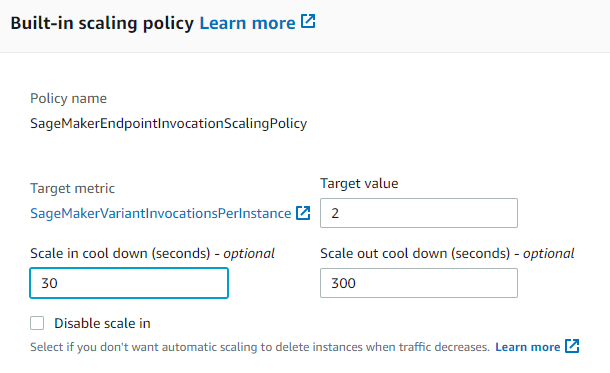 Built-in scaling policy Learn more
Policy name
SageMakerEndpointInvocationScalingPolicy
Target metric
SageMakerVariantInvocationsPerInstance
Target value
2
Scale in cool down (seconds) - optional
30
Scale out cool down (seconds) - optional
300
Disable scale in
Select if you don't want automatic scaling to delete instances when traffic decreases. Learn more